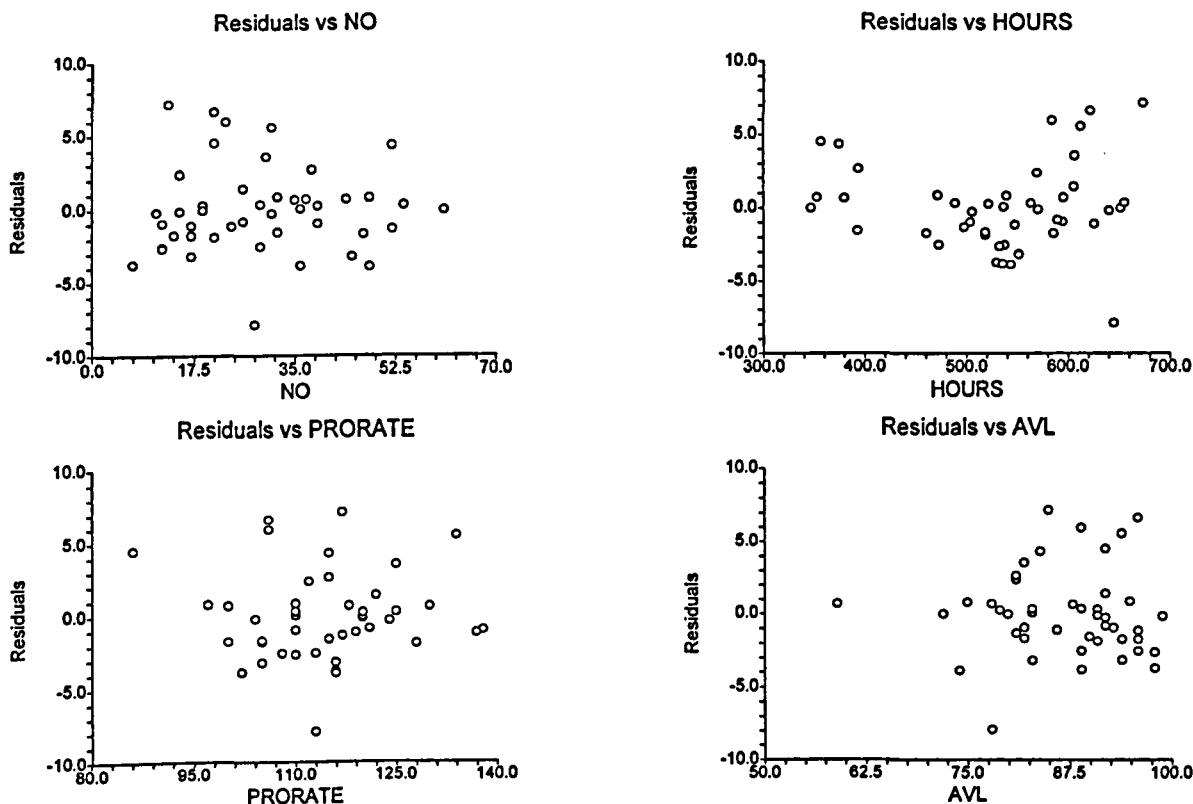 Residuals vs NO
10.0
5.0
0.0
-5.0
-10.0
Residuals
0.0 17.5 35.0 52.5 70.0
NO
Residuals vs HOURS
10.0
5.0
0.0
-5.0
-10.0
Residuals
300.0 400.0 500.0 600.0 700.0
HOURS
Residuals vs PRORATE
10.0
5.0
0.0
-5.0
-10.0
Residuals
80.0 95.0 110.0 125.0 140.0
PRORATE
Residuals vs AVL
10.0
5.0
0.0
-5.0
-10.0
Residuals
50.0 62.5 75.0 87.5 100.0
AVL